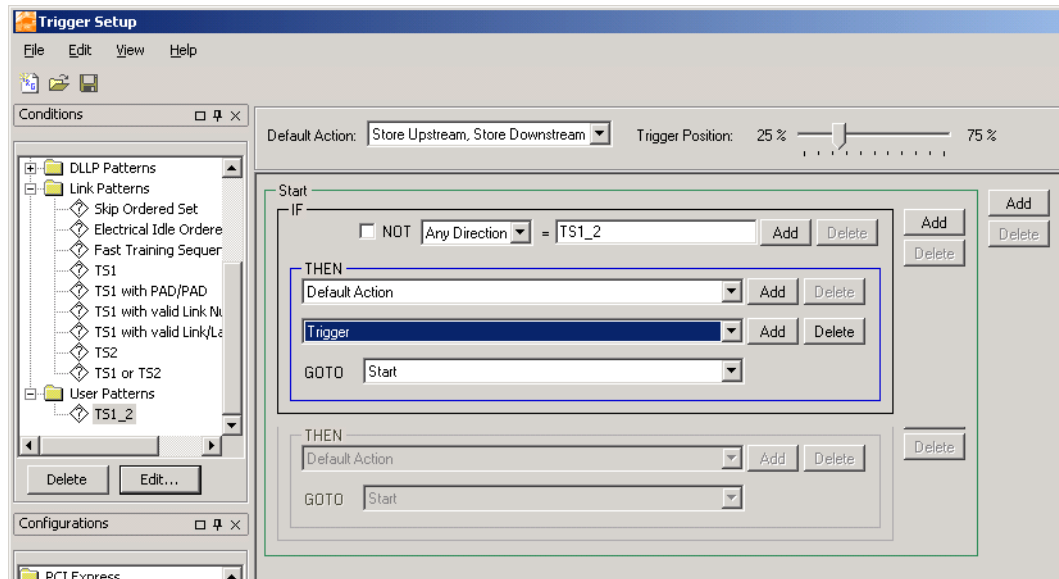 Trigger Setup
File Edit View Help
Conditions
DLLP Patterns
Link Patterns
Skip Ordered Set
Electrical Idle Ordere
Fast Training Sequer
TS1
TS1 with PAD/PAD
TS1 with valid Link Nu
TS1 with valid Link/La
TS2
TS1 or TS2
User Patterns
TS1_2
Delete Edit...
Configurations
PCI Express
Default Action: Store Upstream, Store Downstream Trigger Position: 25 % 75 %
Start
IF
NOT Any Direction = TS1_2 Add Delete
Add
Delete
Add
Delete
THEN
Default Action Add Delete
Trigger Add Delete
GOTO Start
THEN
Default Action Add Delete
GOTO Start
Delete